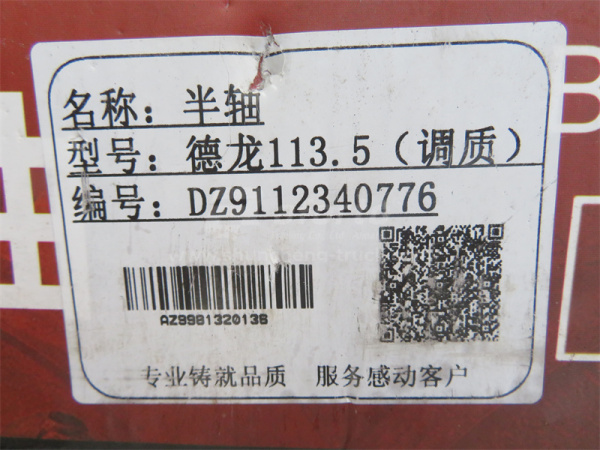 名称：半轴
型号：德龙113.5（调质）
编号：DZ9112340776
AZ9981320136
专业铸就品质 服务感动客户